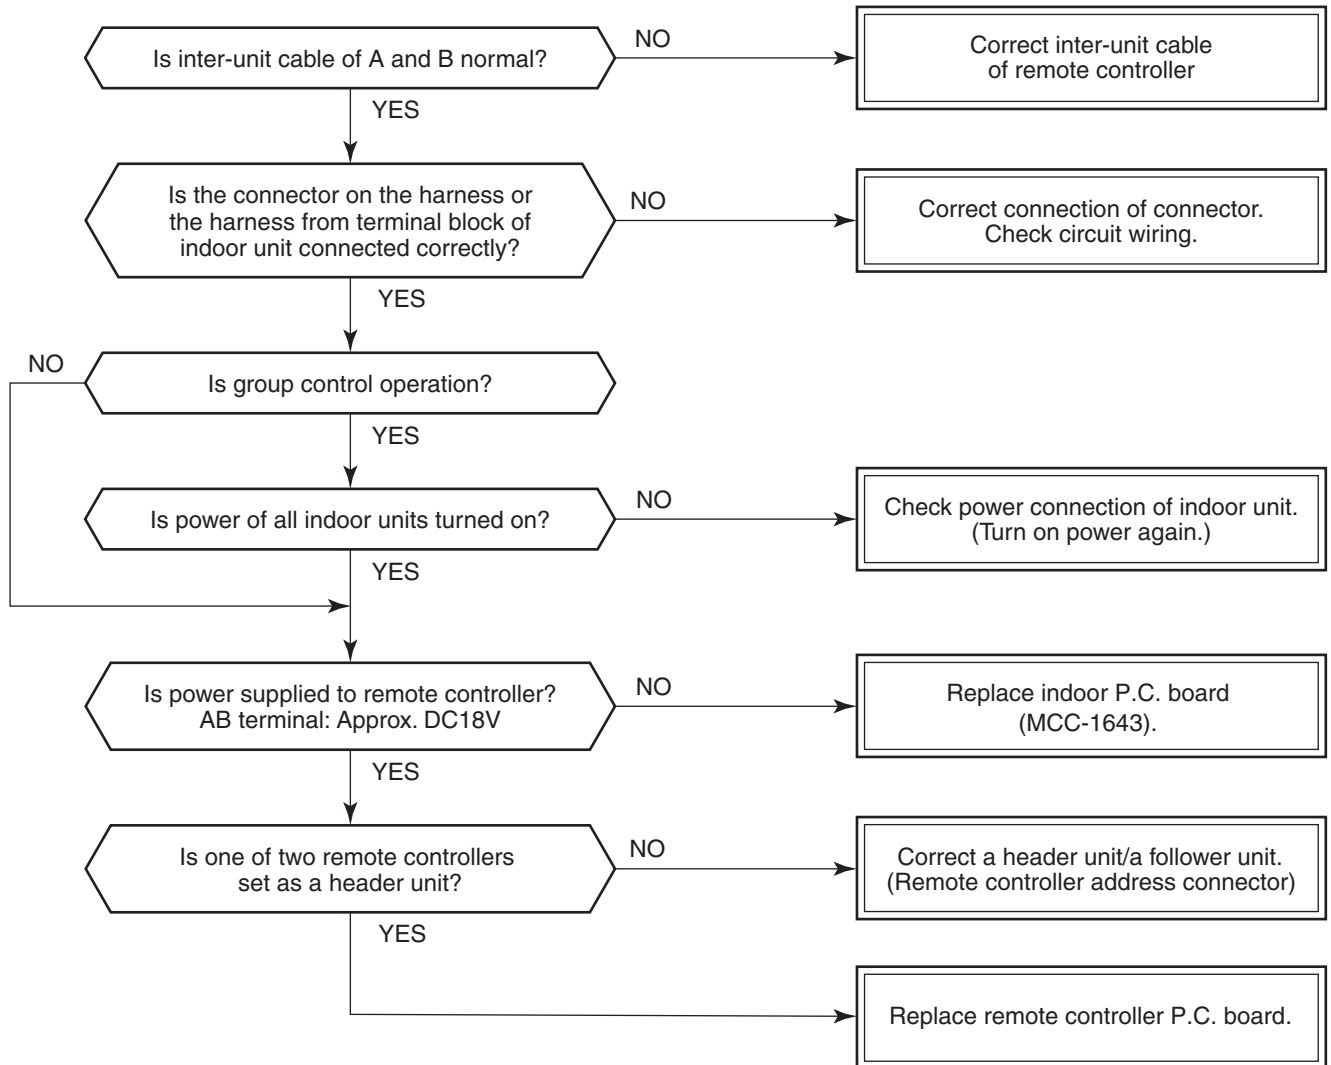 Is inter-unit cable of A and B normal?
NO
Correct inter-unit cable
of remote controller
YES
Is the connector on the harness or
the harness from terminal block of
indoor unit connected correctly?
NO
Correct connection of connector.
Check circuit wiring.
YES
NO
Is group control operation?
YES
Is power of all indoor units turned on?
NO
Check power connection of indoor unit.
(Turn on power again.)
YES
Is power supplied to remote controller?
AB terminal: Approx. DC18V
NO
Replace indoor P.C. board
(MCC-1643).
YES
Is one of two remote controllers
set as a header unit?
NO
Correct a header unit/a follower unit.
(Remote controller address connector)
YES
Replace remote controller P.C. board.